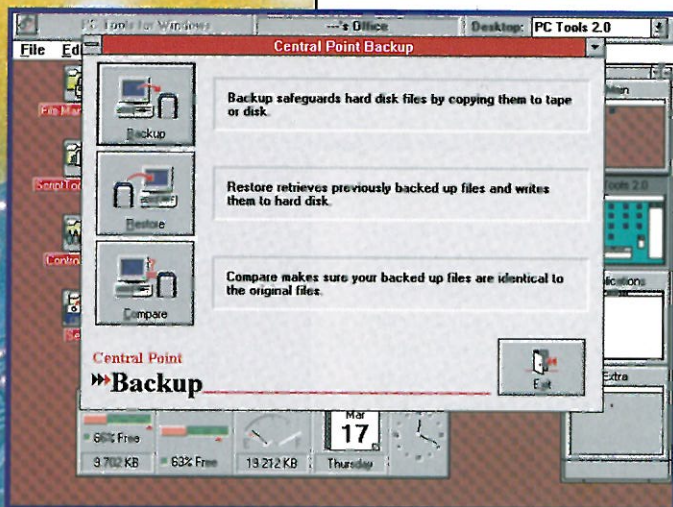 PC Tools for Windows
---'s Office
Desktop: PC Tools 2.0
File
Central Point Backup
Main
Backup
Backup safeguards hard disk files by copying them to tape
or disk.
Restore
Restore retrieves previously backed up files and writes
them to hard disk.
Tools 2.0
Compare
Compare makes sure your backed up files are identical to
the original files.
Central Point
Backup
Exit
Extra
66% Free
9.702 KB
63% Free
19.212 KB
Mar
17
Thursday